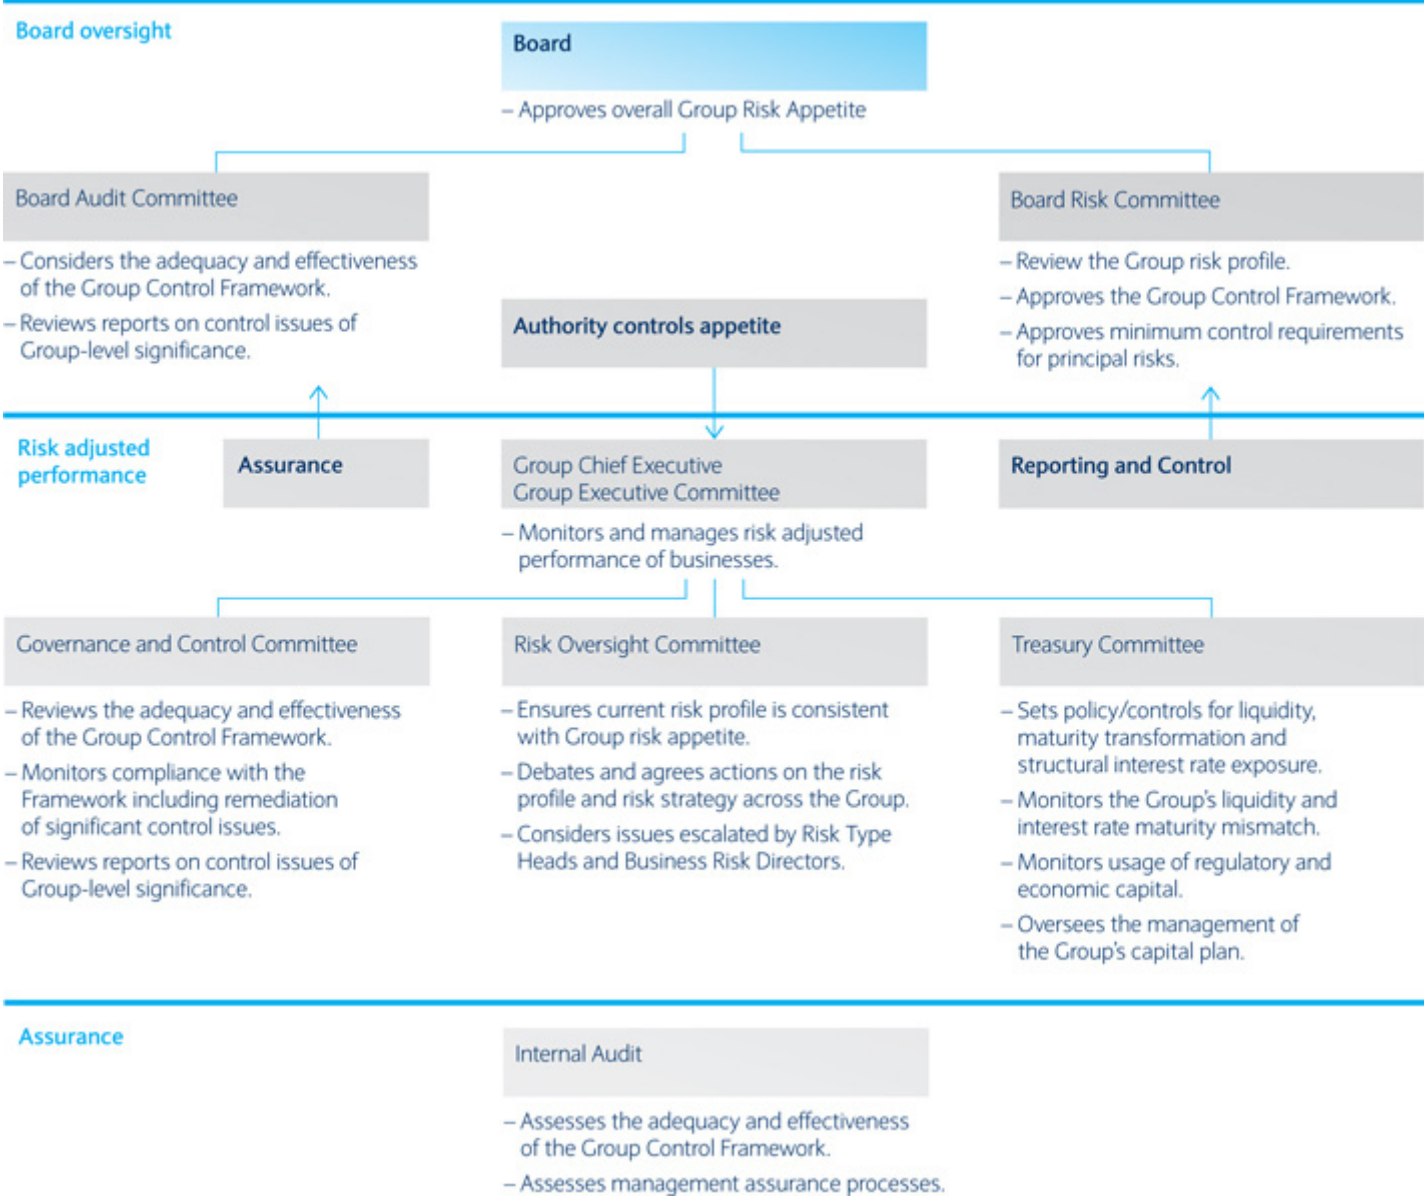 Board oversight
Board
– Approves overall Group Risk Appetite
Board Audit Committee
– Considers the adequacy and effectiveness
of the Group Control Framework.
– Reviews reports on control issues of
Group-level significance.
Board Risk Committee
– Review the Group risk profile.
– Approves the Group Control Framework.
– Approves minimum control requirements
for principal risks.
Authority controls appetite
Risk adjusted
performance
Assurance
Group Chief Executive
Group Executive Committee
– Monitors and manages risk adjusted
performance of businesses.
Reporting and Control
Governance and Control Committee
– Reviews the adequacy and effectiveness
of the Group Control Framework.
– Monitors compliance with the
Framework including remediation
of significant control issues.
– Reviews reports on control issues of
Group-level significance.
Risk Oversight Committee
– Ensures current risk profile is consistent
with Group risk appetite.
– Debates and agrees actions on the risk
profile and risk strategy across the Group.
– Considers issues escalated by Risk Type
Heads and Business Risk Directors.
Treasury Committee
– Sets policy/controls for liquidity,
maturity transformation and
structural interest rate exposure.
– Monitors the Group's liquidity and
interest rate maturity mismatch.
– Monitors usage of regulatory and
economic capital.
– Oversees the management of
the Group's capital plan.
Assurance
Internal Audit
– Assesses the adequacy and effectiveness
of the Group Control Framework.
– Assesses management assurance processes.